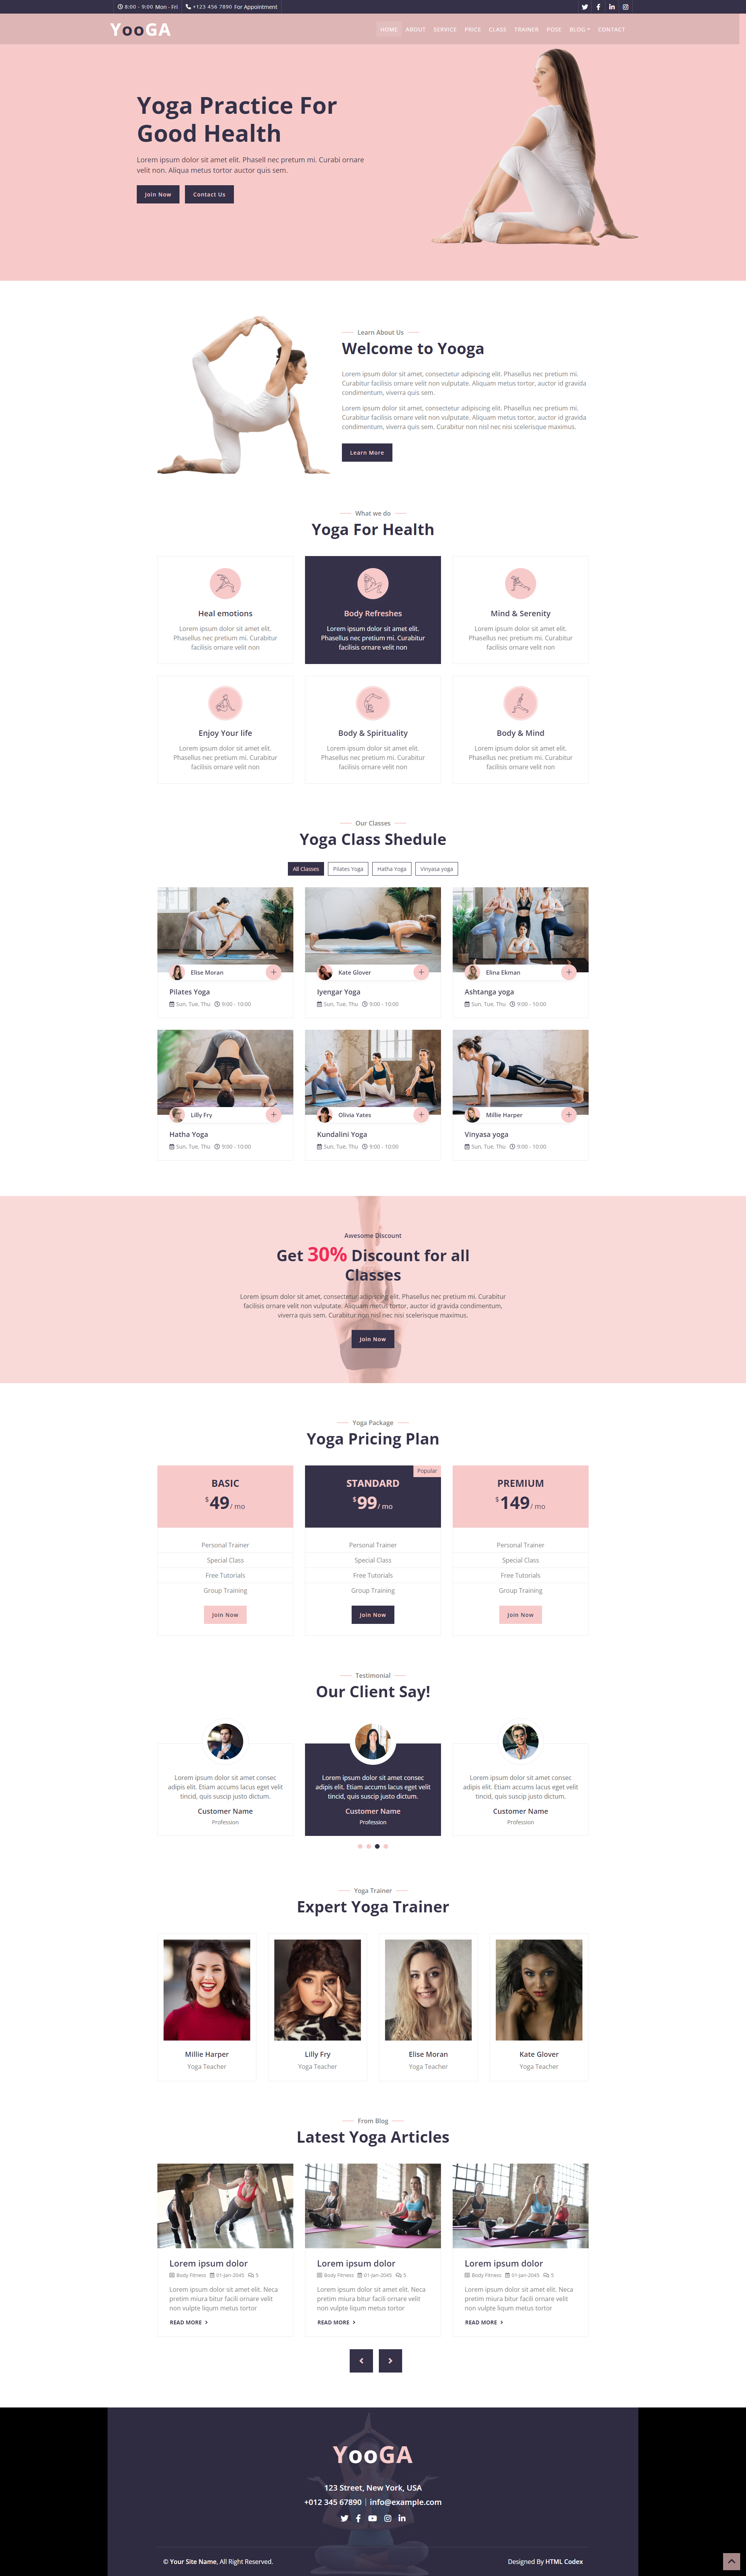 8:00 - 9:00 Mon - Fri +123 456 7890 For Appointment
YooGA HOME ABOUT SERVICE PRICE CLASS TRAINER POSE BLOG CONTACT
Yoga Practice For
Good Health
Lorem ipsum dolor sit amet elit. Phasell nec pretum mi. Curabi ornare
velit non. Aliqua metus tortor auctor quis sem.
Join Now Contact Us
Learn About Us
Welcome to Yooga
Lorem ipsum dolor sit amet, consectetur adipiscing elit. Phasellus nec pretium mi.
Curabitur facilisis ornare velit non vulputate. Aliquam metus tortor, auctor id gravida
condimentum, viverra quis sem.
Lorem ipsum dolor sit amet, consectetur adipiscing elit. Phasellus nec pretium mi.
Curabitur facilisis ornare velit non vulputate. Aliquam metus tortor, auctor id gravida
condimentum, viverra quis sem. Curabitur non nisl nec nisi scelerisque maximus.
Learn More
What we do
Yoga For Health
Heal emotions
Lorem ipsum dolor sit amet elit.
Phasellus nec pretium mi. Curabitur
facilisis ornare velit non
Body Refreshes
Lorem ipsum dolor sit amet elit.
Phasellus nec pretium mi. Curabitur
facilisis ornare velit non
Mind & Serenity
Lorem ipsum dolor sit amet elit.
Phasellus nec pretium mi. Curabitur
facilisis ornare velit non
Enjoy Your life
Lorem ipsum dolor sit amet elit.
Phasellus nec pretium mi. Curabitur
facilisis ornare velit non
Body & Spirituality
Lorem ipsum dolor sit amet elit.
Phasellus nec pretium mi. Curabitur
facilisis ornare velit non
Body & Mind
Lorem ipsum dolor sit amet elit.
Phasellus nec pretium mi. Curabitur
facilisis ornare velit non
Our Classes
Yoga Class Shedule
All Classes Pilates Yoga Hatha Yoga Vinyasa yoga
Elise Moran
Pilates Yoga
Sun, Tue, Thu 9:00 - 10:00
Kate Glover
Iyengar Yoga
Sun, Tue, Thu 9:00 - 10:00
Elina Ekman
Ashtanga yoga
Sun, Tue, Thu 9:00 - 10:00
Lilly Fry
Hatha Yoga
Sun, Tue, Thu 9:00 - 10:00
Olivia Yates
Kundalini Yoga
Sun, Tue, Thu 9:00 - 10:00
Millie Harper
Vinyasa yoga
Sun, Tue, Thu 9:00 - 10:00
Awesome Discount
Get 30% Discount for all
Classes
Lorem ipsum dolor sit amet, consectetur adipiscing elit. Phasellus nec pretium mi. Curabitur
facilisis ornare velit non vulputate. Aliquam metus tortor, auctor id gravida condimentum,
viverra quis sem. Curabitur non nisl nec nisi scelerisque maximus.
Join Now
Yoga Package
Yoga Pricing Plan
BASIC
$49/ mo
Personal Trainer
Special Class
Free Tutorials
Group Training
Join Now
Popular
STANDARD
$99/ mo
Personal Trainer
Special Class
Free Tutorials
Group Training
Join Now
PREMIUM
$149/ mo
Personal Trainer
Special Class
Free Tutorials
Group Training
Join Now
Testimonial
Our Client Say!
Lorem ipsum dolor sit amet consec
adipis elit. Etiam accums lacus eget velit
tincid, quis suscip justo dictum.
Customer Name
Profession
Lorem ipsum dolor sit amet consec
adipis elit. Etiam accums lacus eget velit
tincid, quis suscip justo dictum.
Customer Name
Profession
Lorem ipsum dolor sit amet consec
adipis elit. Etiam accums lacus eget velit
tincid, quis suscip justo dictum.
Customer Name
Profession
Yoga Trainer
Expert Yoga Trainer
Millie Harper
Yoga Teacher
Lilly Fry
Yoga Teacher
Elise Moran
Yoga Teacher
Kate Glover
Yoga Teacher
From Blog
Latest Yoga Articles
Lorem ipsum dolor
Body Fitness 01-Jan-2045 5
Lorem ipsum dolor sit amet elit. Neca
pretim miura bitur facili ornare velit
non vulpte liqum metus tortor
READ MORE
Lorem ipsum dolor
Body Fitness 01-Jan-2045 5
Lorem ipsum dolor sit amet elit. Neca
pretim miura bitur facili ornare velit
non vulpte liqum metus tortor
READ MORE
Lorem ipsum dolor
Body Fitness 01-Jan-2045 5
Lorem ipsum dolor sit amet elit. Neca
pretim miura bitur facili ornare velit
non vulpte liqum metus tortor
READ MORE
YooGA
123 Street, New York, USA
+012 345 67890 | info@example.com
© Your Site Name, All Right Reserved. Designed By HTML Codex